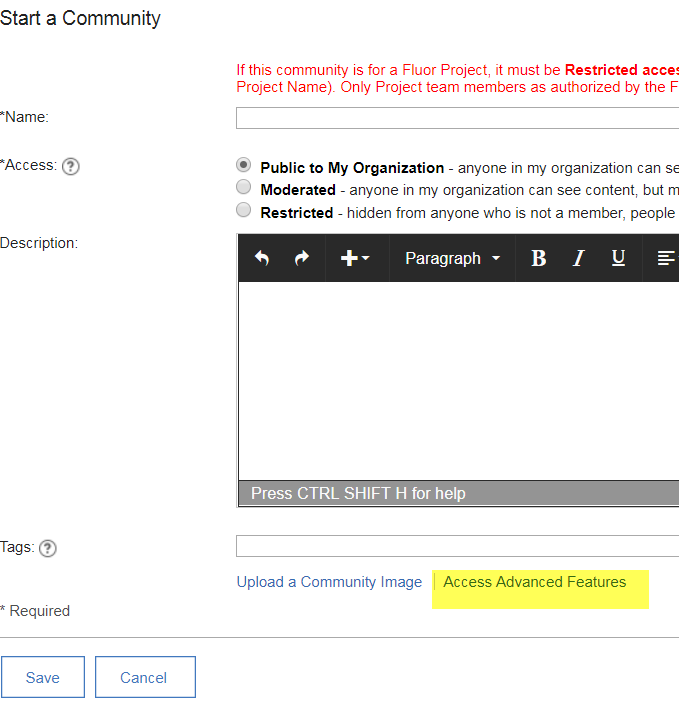 Start a Community
If this community is for a Fluor Project, it must be Restricted
Project Name). Only Project team members as authorized by the
*Name:
*Access: ?
Public to My Organization - anyone in my organization can
Moderated - anyone in my organization can see content, but
Restricted - hidden from anyone who is not a member, people
Description:
Paragraph B I U
Press CTRL SHIFT H for help
Tags: ?
Upload a Community Image | Access Advanced Features
* Required
Save Cancel